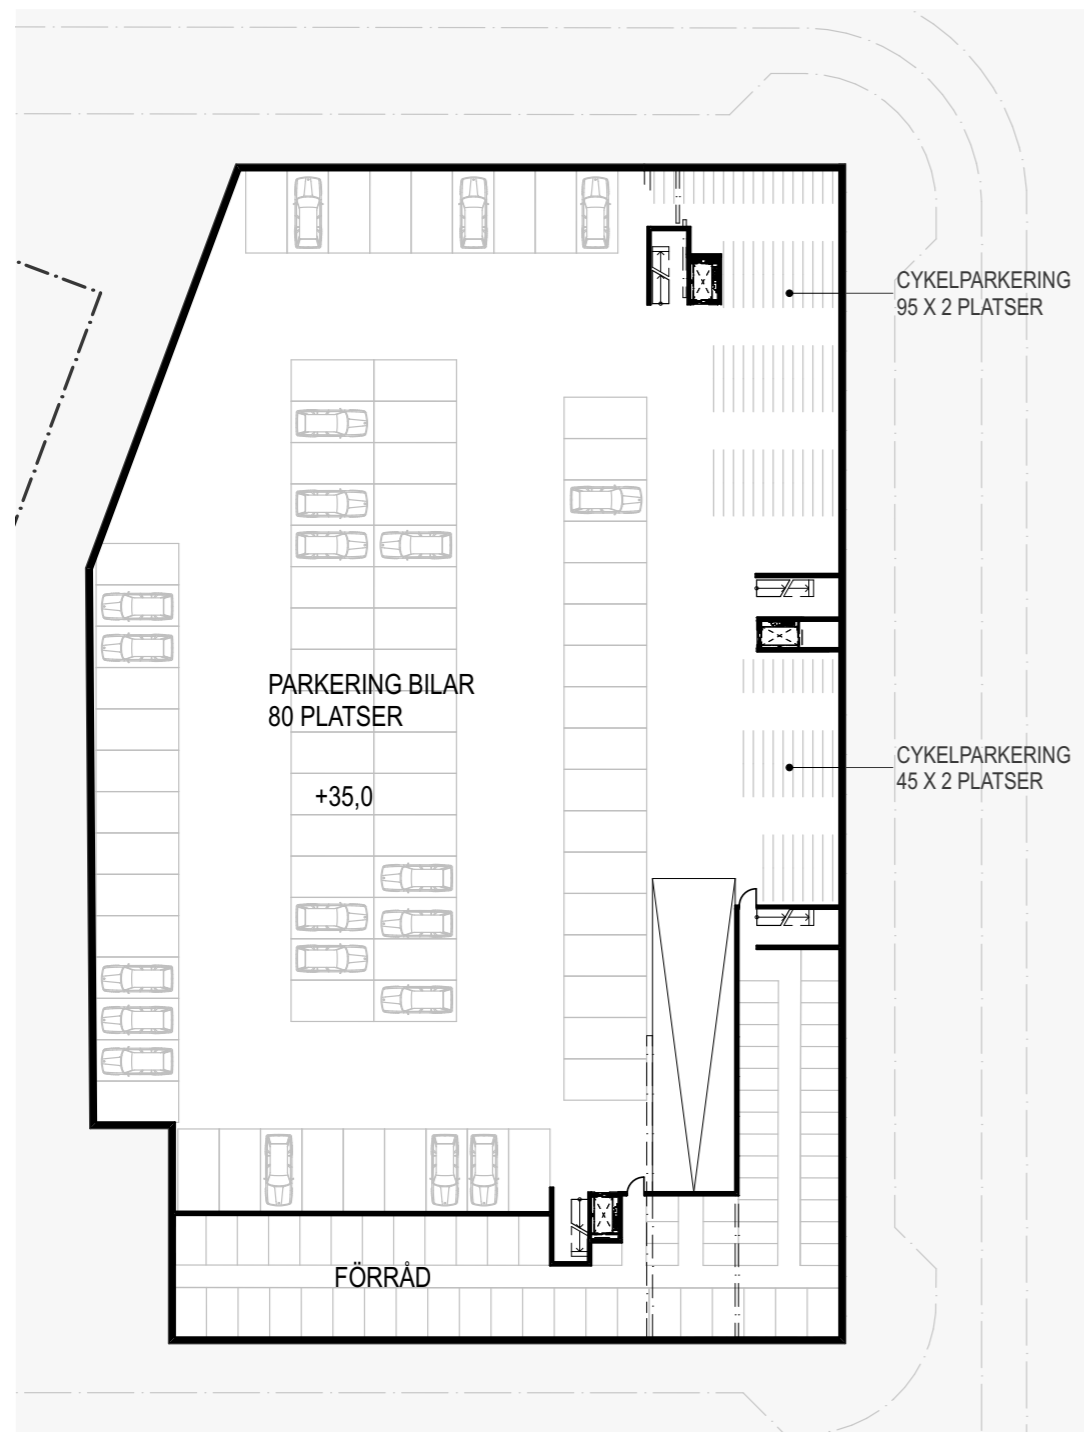 CYKELPARKERING
95 X 2 PLATSER
PARKERING BILAR
80 PLATSER
+35,0
CYKELPARKERING
45 X 2 PLATSER
FÖRRÅD